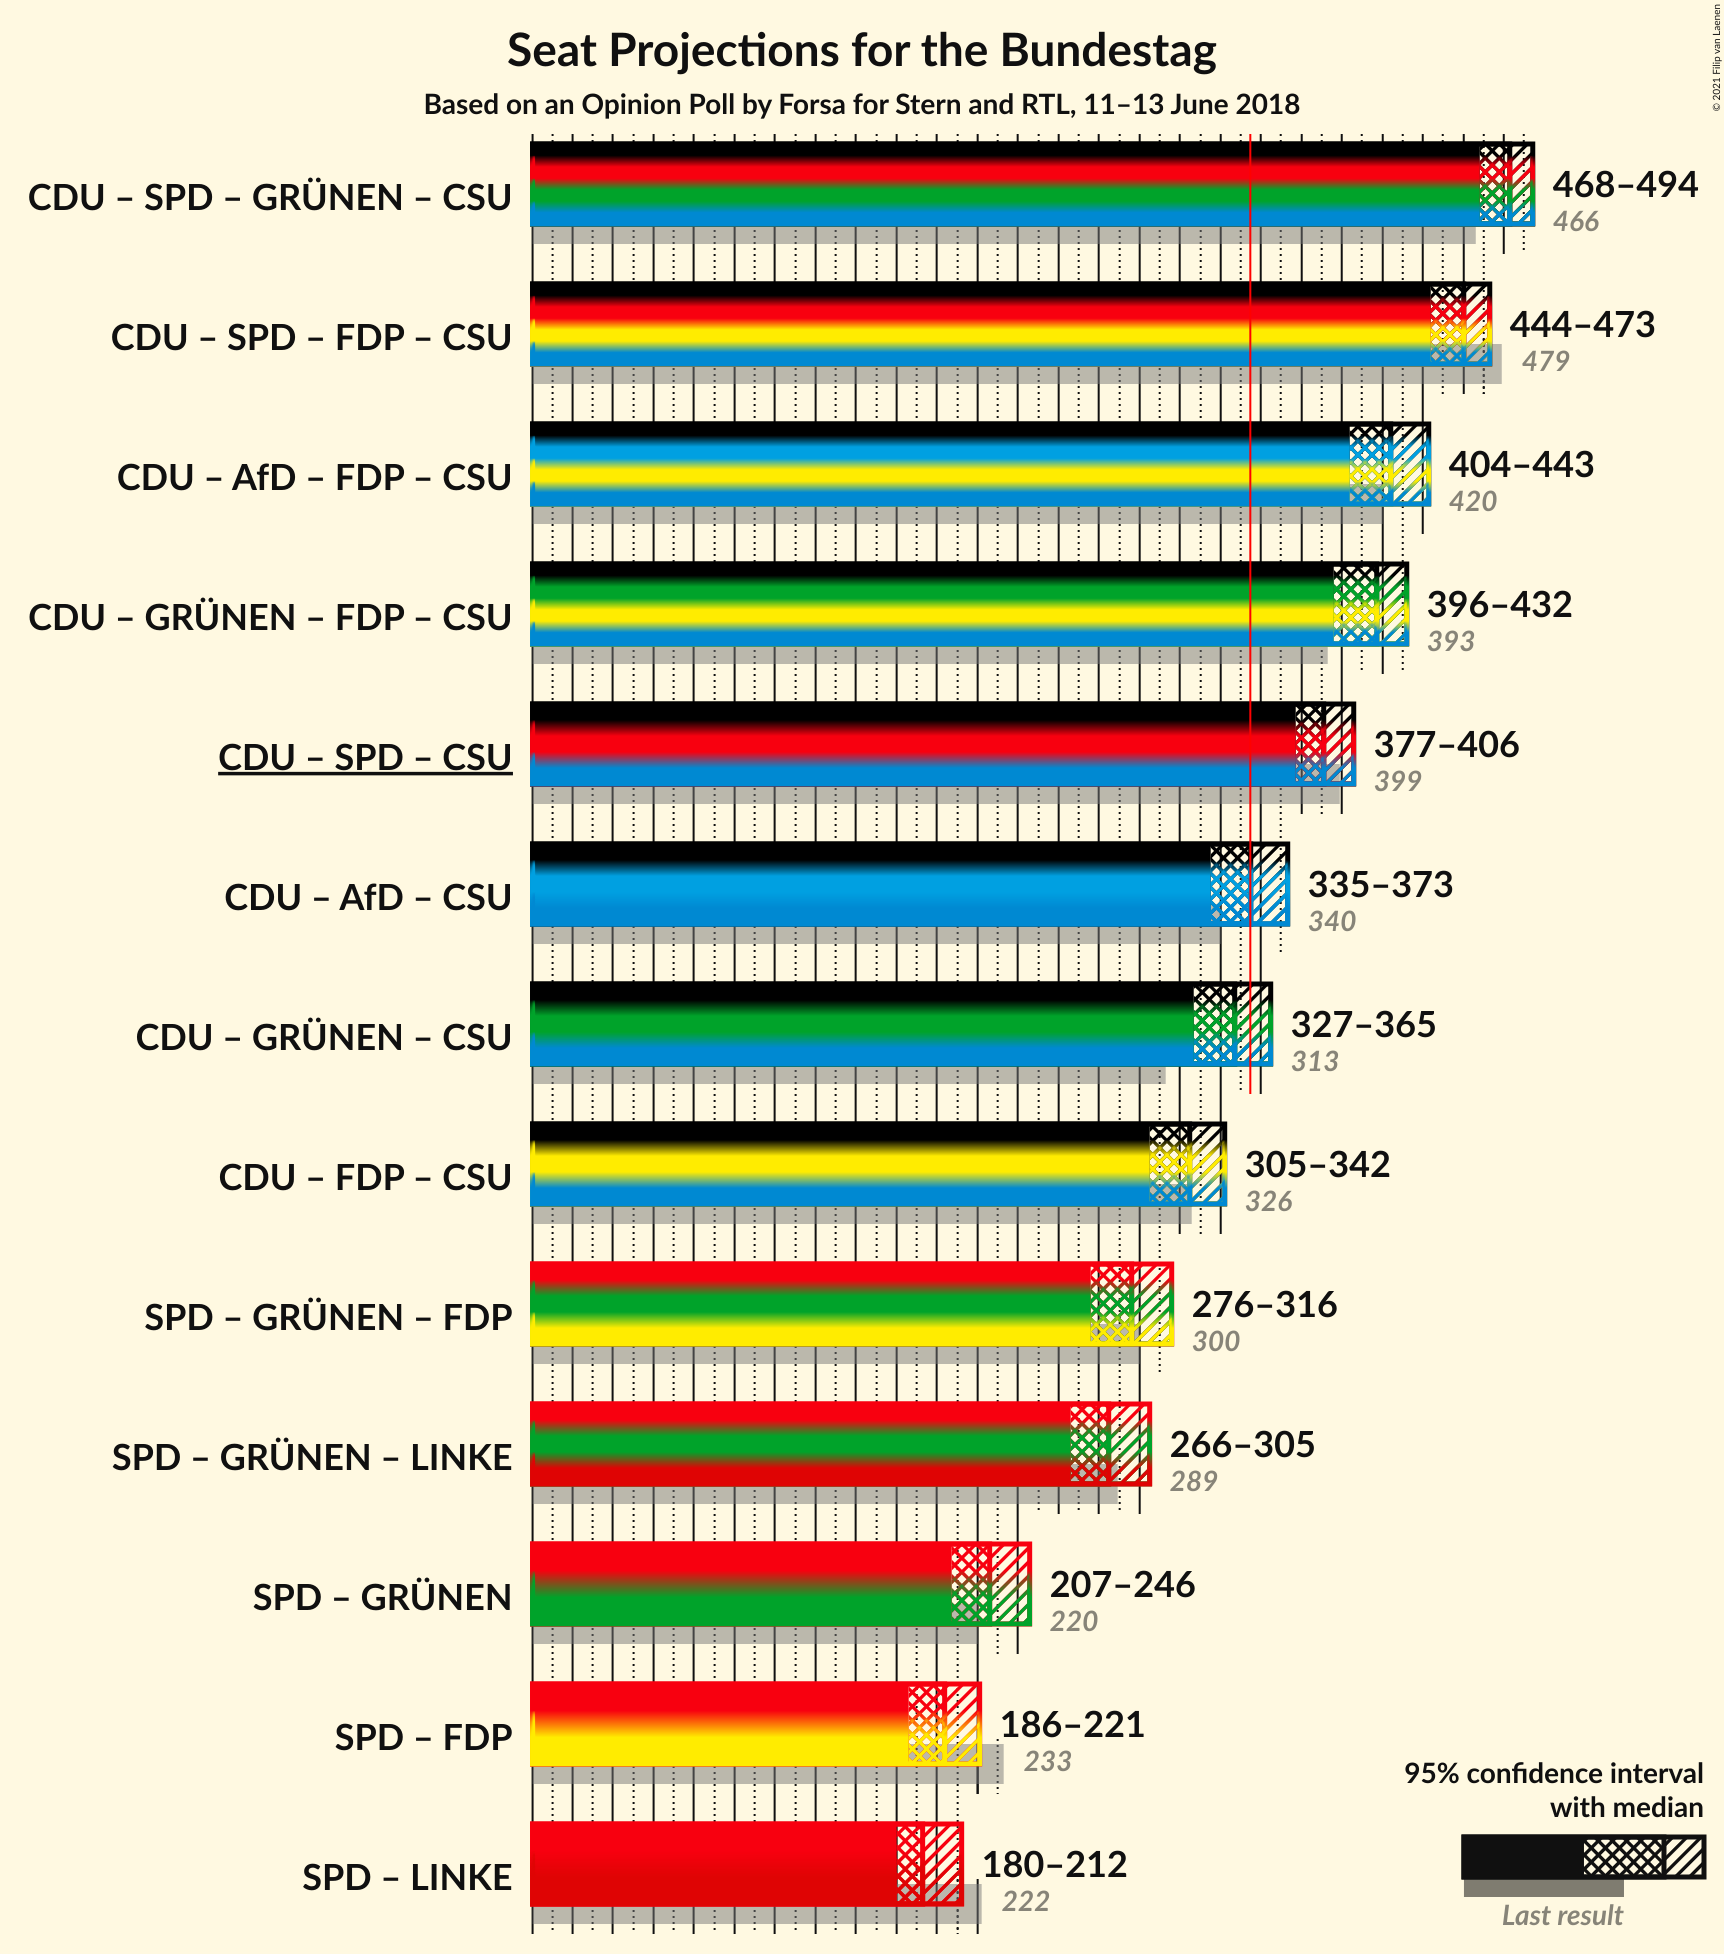 Seat Projections for the Bundestag
Based on an Opinion Poll by Forsa for Stern and RTL, 11–13 June 2018
© 2021 Filip van Laenen
CDU – SPD – GRÜNEN – CSU
468–494
466
CDU – SPD – FDP – CSU
444–473
479
CDU – AfD – FDP – CSU
404–443
420
CDU – GRÜNEN – FDP – CSU
396–432
393
CDU – SPD – CSU
377–406
399
CDU – AfD – CSU
335–373
340
CDU – GRÜNEN – CSU
327–365
313
CDU – FDP – CSU
305–342
326
SPD – GRÜNEN – FDP
276–316
300
SPD – GRÜNEN – LINKE
266–305
289
SPD – GRÜNEN
207–246
220
SPD – FDP
186–221
233
SPD – LINKE
180–212
222
95% confidence interval
with median
Last result